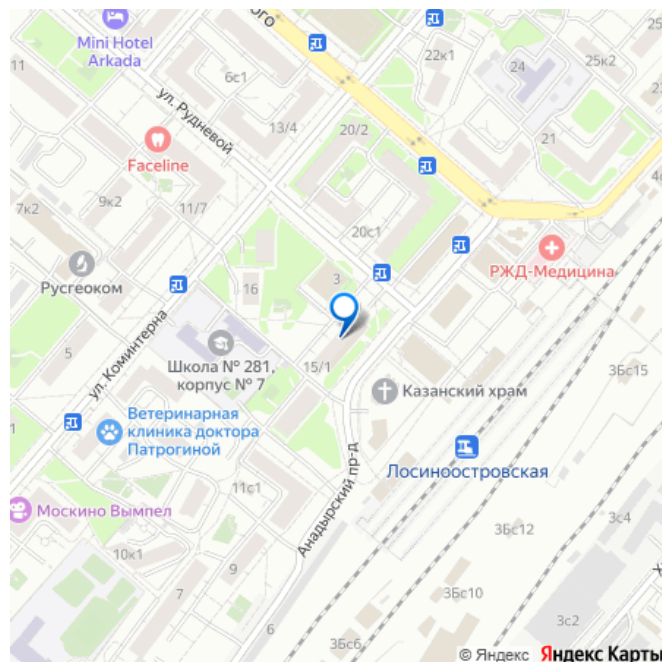 Mini Hotel
Arkada
ого
22к1
24
25к2
11
6с1
ул. Рудневой
13/4
20/2
21
Faceline
9к2
11/7
7к2
20с1
РЖД-Медицина
Русгеоком
3
16
ул. Коминтерна
5
Школа № 281,
корпус № 7
15/1
3Бс15
Казанский храм
Ветеринарная
клиника доктора
Патрогиной
1
Лосиноостровская
Анадырский пр-д
11с1
Москино Вымпел
3Бс12
3с4
10к1
7
9
3Бс10
6
3Бс6
3с2
© Яндекс Яндекс Карты